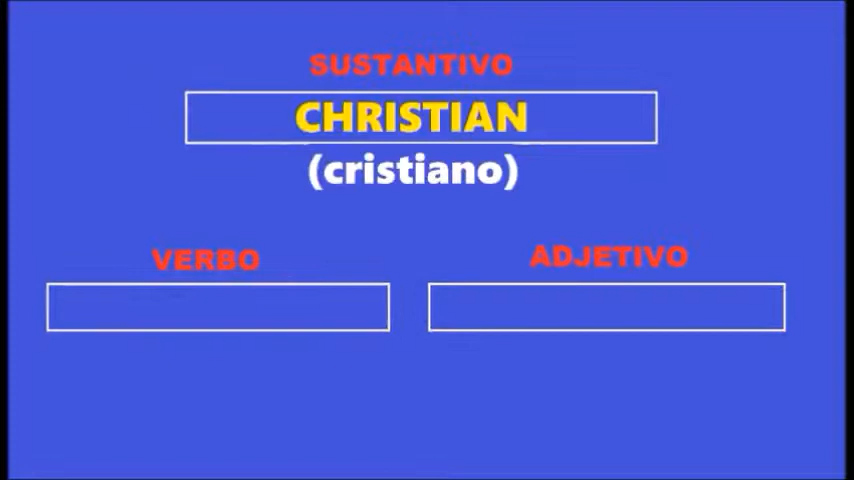 SUSTANTIVO
CHRISTIAN
(cristiano)
VERBO
ADJETIVO